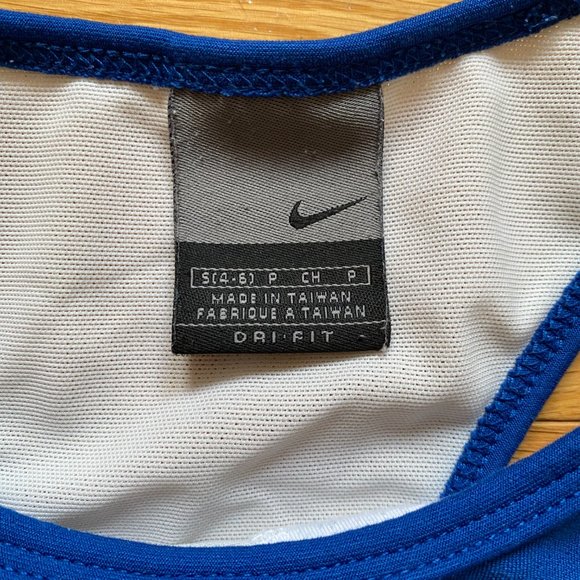 S(4-6) P CH P
MADE IN TAIWAN
FABRIQUE A TAIWAN
DRI-FIT